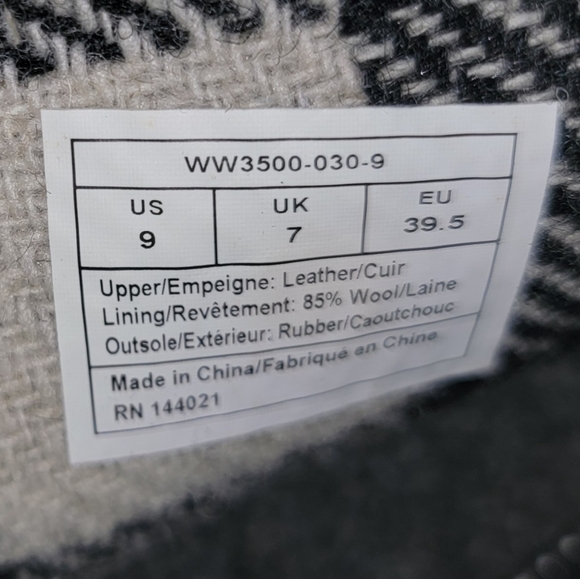 WW3500-030-9
US UK EU
9 7 39.5
Upper/Empeigne: Leather/Cuir
Lining/Revêtement: 85% Wool/Laine
Outsole/Extérieur: Rubber/Caoutchouc
Made in China/Fabriqué en Chine
RN 144021